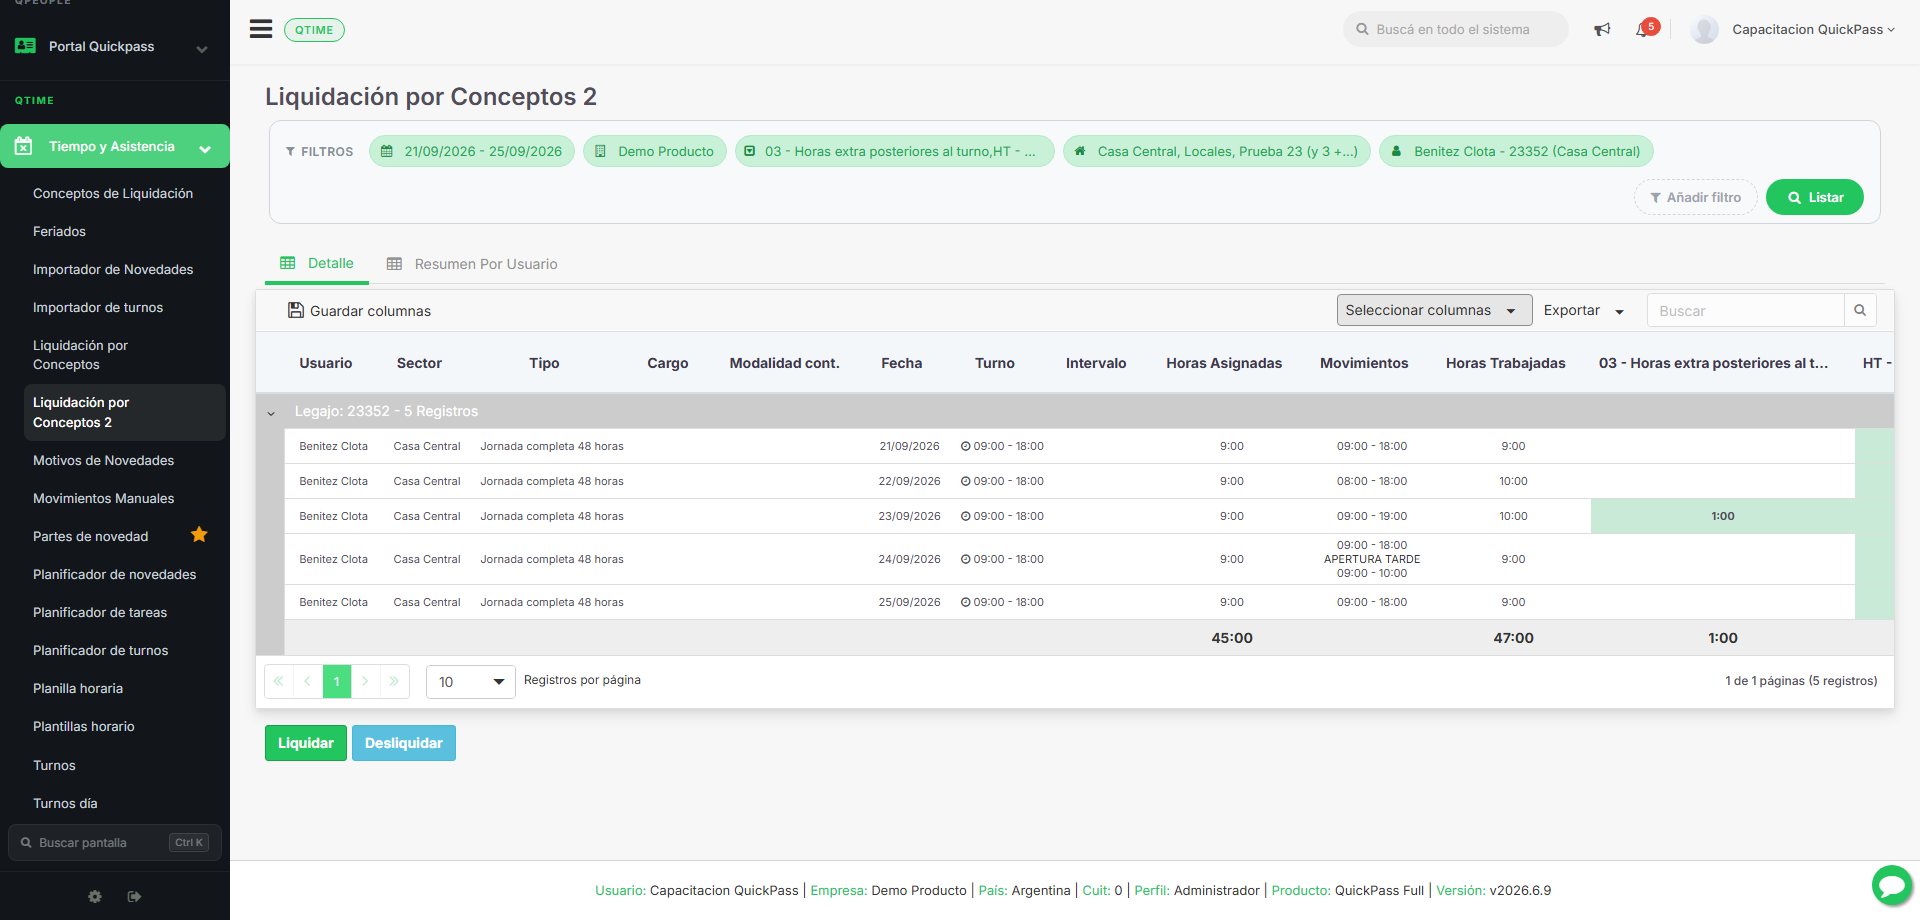 Portal Quickpass
QTIME
Tiempo y Asistencia
Conceptos de Liquidación
Feriados
Importador de Novedades
Importador de turnos
Liquidación por
Conceptos
Liquidación por
Conceptos 2
Motivos de Novedades
Movimientos Manuales
Partes de novedad
Planificador de novedades
Planificador de tareas
Planificador de turnos
Planilla horaria
Plantillas horario
Turnos
Turnos día
Buscar pantalla Ctrl K
QTIME
Buscá en todo el sistema
5
Capacitacion QuickPass
Liquidación por Conceptos 2
FILTROS 21/09/2026 - 25/09/2026 Demo Producto 03 - Horas extra posteriores al turno,HT - ... Casa Central, Locales, Prueba 23 (y 3 +...) Benitez Clota - 23352 (Casa Central)
Añadir filtro Listar
Detalle Resumen Por Usuario
Guardar columnas Seleccionar columnas Exportar Buscar
Usuario Sector Tipo Cargo Modalidad cont. Fecha Turno Intervalo Horas Asignadas Movimientos Horas Trabajadas 03 - Horas extra posteriores al t... HT -
Legajo: 23352 - 5 Registros
Benitez Clota Casa Central Jornada completa 48 horas 21/09/2026 09:00 - 18:00 9:00 09:00 - 18:00 9:00
Benitez Clota Casa Central Jornada completa 48 horas 22/09/2026 09:00 - 18:00 9:00 08:00 - 18:00 10:00
Benitez Clota Casa Central Jornada completa 48 horas 23/09/2026 09:00 - 18:00 9:00 09:00 - 19:00 10:00 1:00
09:00 - 18:00
Benitez Clota Casa Central Jornada completa 48 horas 24/09/2026 09:00 - 18:00 9:00 APERTURA TARDE 9:00
09:00 - 10:00
Benitez Clota Casa Central Jornada completa 48 horas 25/09/2026 09:00 - 18:00 9:00 09:00 - 18:00 9:00
45:00 47:00 1:00
« < 1 > » 10 Registros por página 1 de 1 páginas (5 registros)
Liquidar Desliquidar
Usuario: Capacitacion QuickPass | Empresa: Demo Producto | País: Argentina | Cuit: 0 | Perfil: Administrador | Producto: QuickPass Full | Versión: v2026.6.9